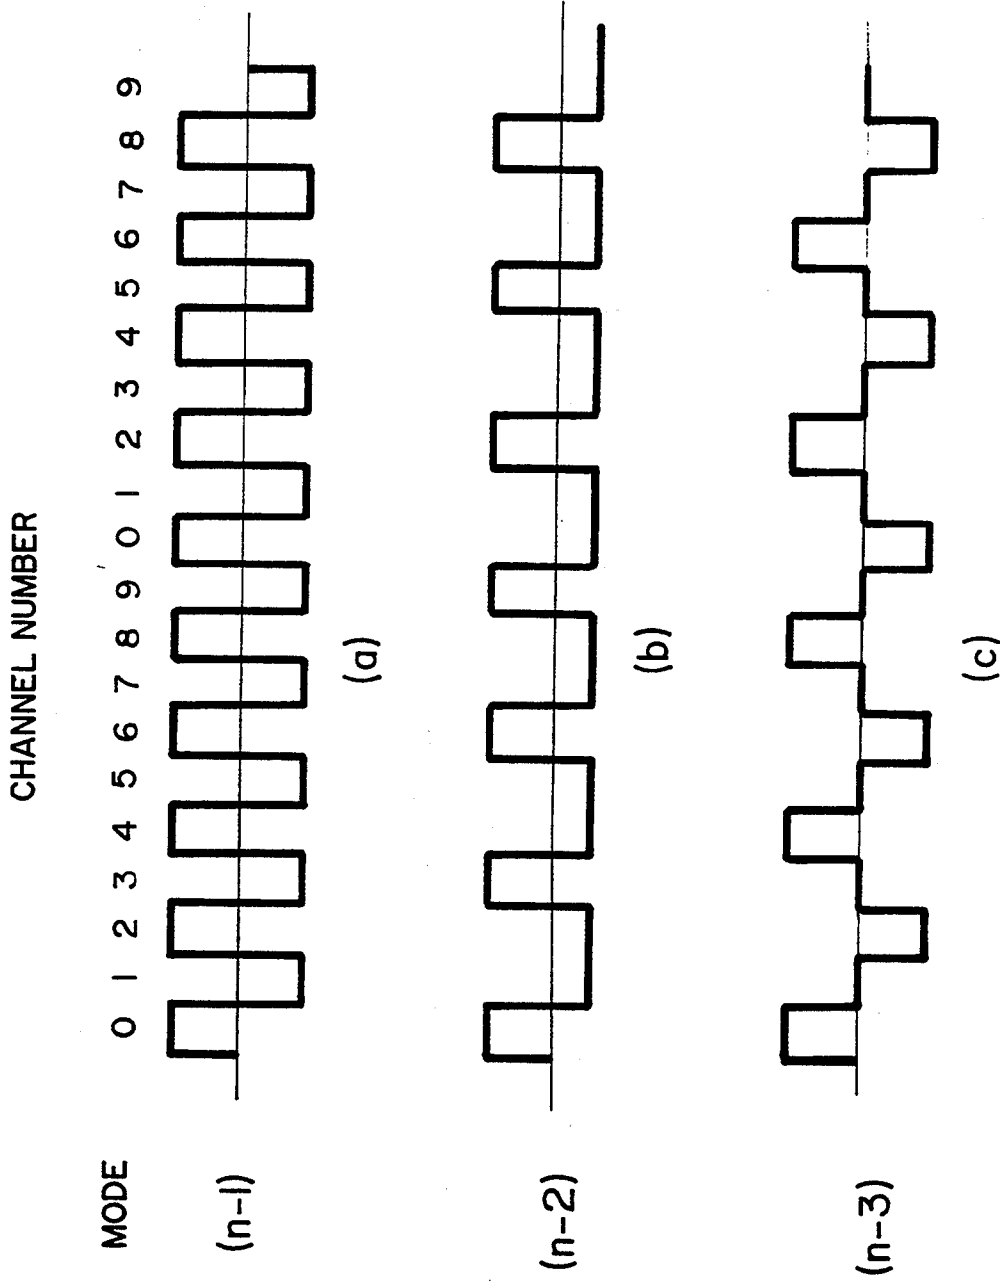 CHANNEL NUMBER
MODE 0 1 2 3 4 5 6 7 8 9 0 1 2 3 4 5 6 7 8 9
(n-1)
(a)
(n-2)
(b)
(n-3)
(c)